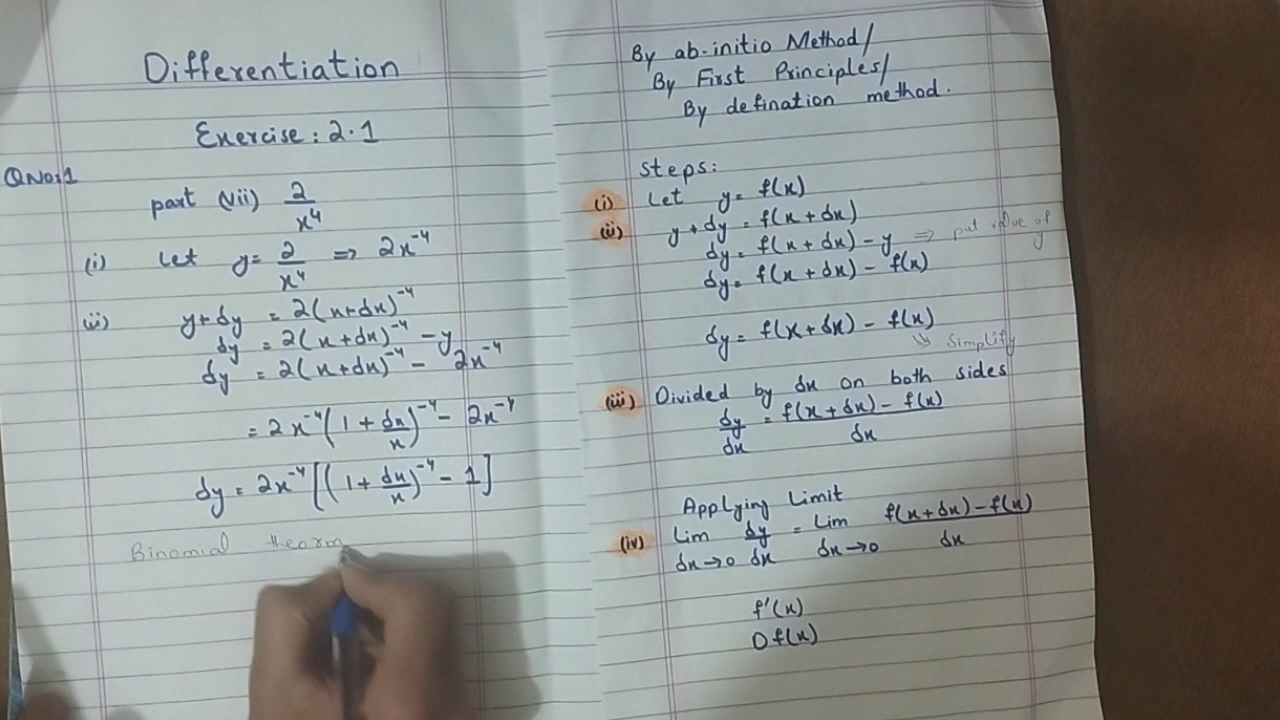 Differentiation
Exercise: 2.1
QNo:1
part (vii) 2/x⁴
(i) Let y = 2/x⁴ ⇒ 2x⁻⁴
(ii) y+δy = 2(x+δx)⁻⁴
δy = 2(x+δx)⁻⁴ - y
δy = 2(x+δx)⁻⁴ - 2x⁻⁴
= 2x⁻⁴(1 + δx/x)⁻⁴ - 2x⁻⁴
δy = 2x⁻⁴[(1 + δx/x)⁻⁴ - 1]
Binomial theorm
By ab-initio Method/
By First Principles/
By defination method.
Steps:
(i) Let y = f(x)
(ii) y + δy = f(x + δx)
δy = f(x + δx) - y ⇒ put value of y
δy = f(x + δx) - f(x)
δy = f(x + δx) - f(x)
↳ Simplify
(iii) Divided by δx on both sides
δy/δx = f(x + δx) - f(x)/δx
Applying Limit
(iv) Lim δx→0 δy/δx = Lim δx→0 f(x + δx) - f(x)/δx
f'(x)
D f(x)